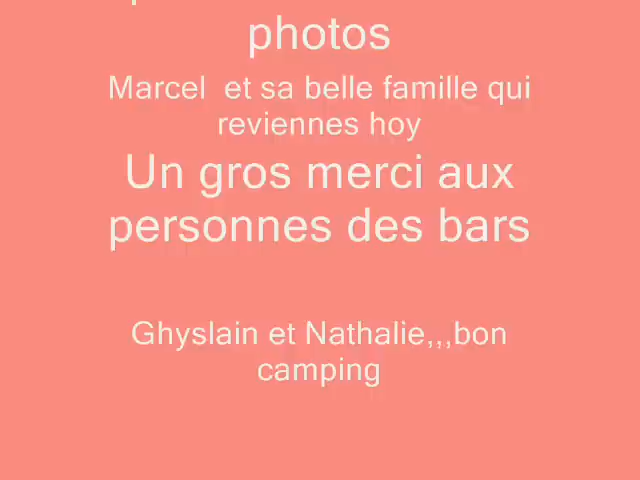 photos
Marcel  et sa belle famille qui
reviennes hoy
Un gros merci aux
personnes des bars
Ghyslain et Nathalie,,,bon
camping